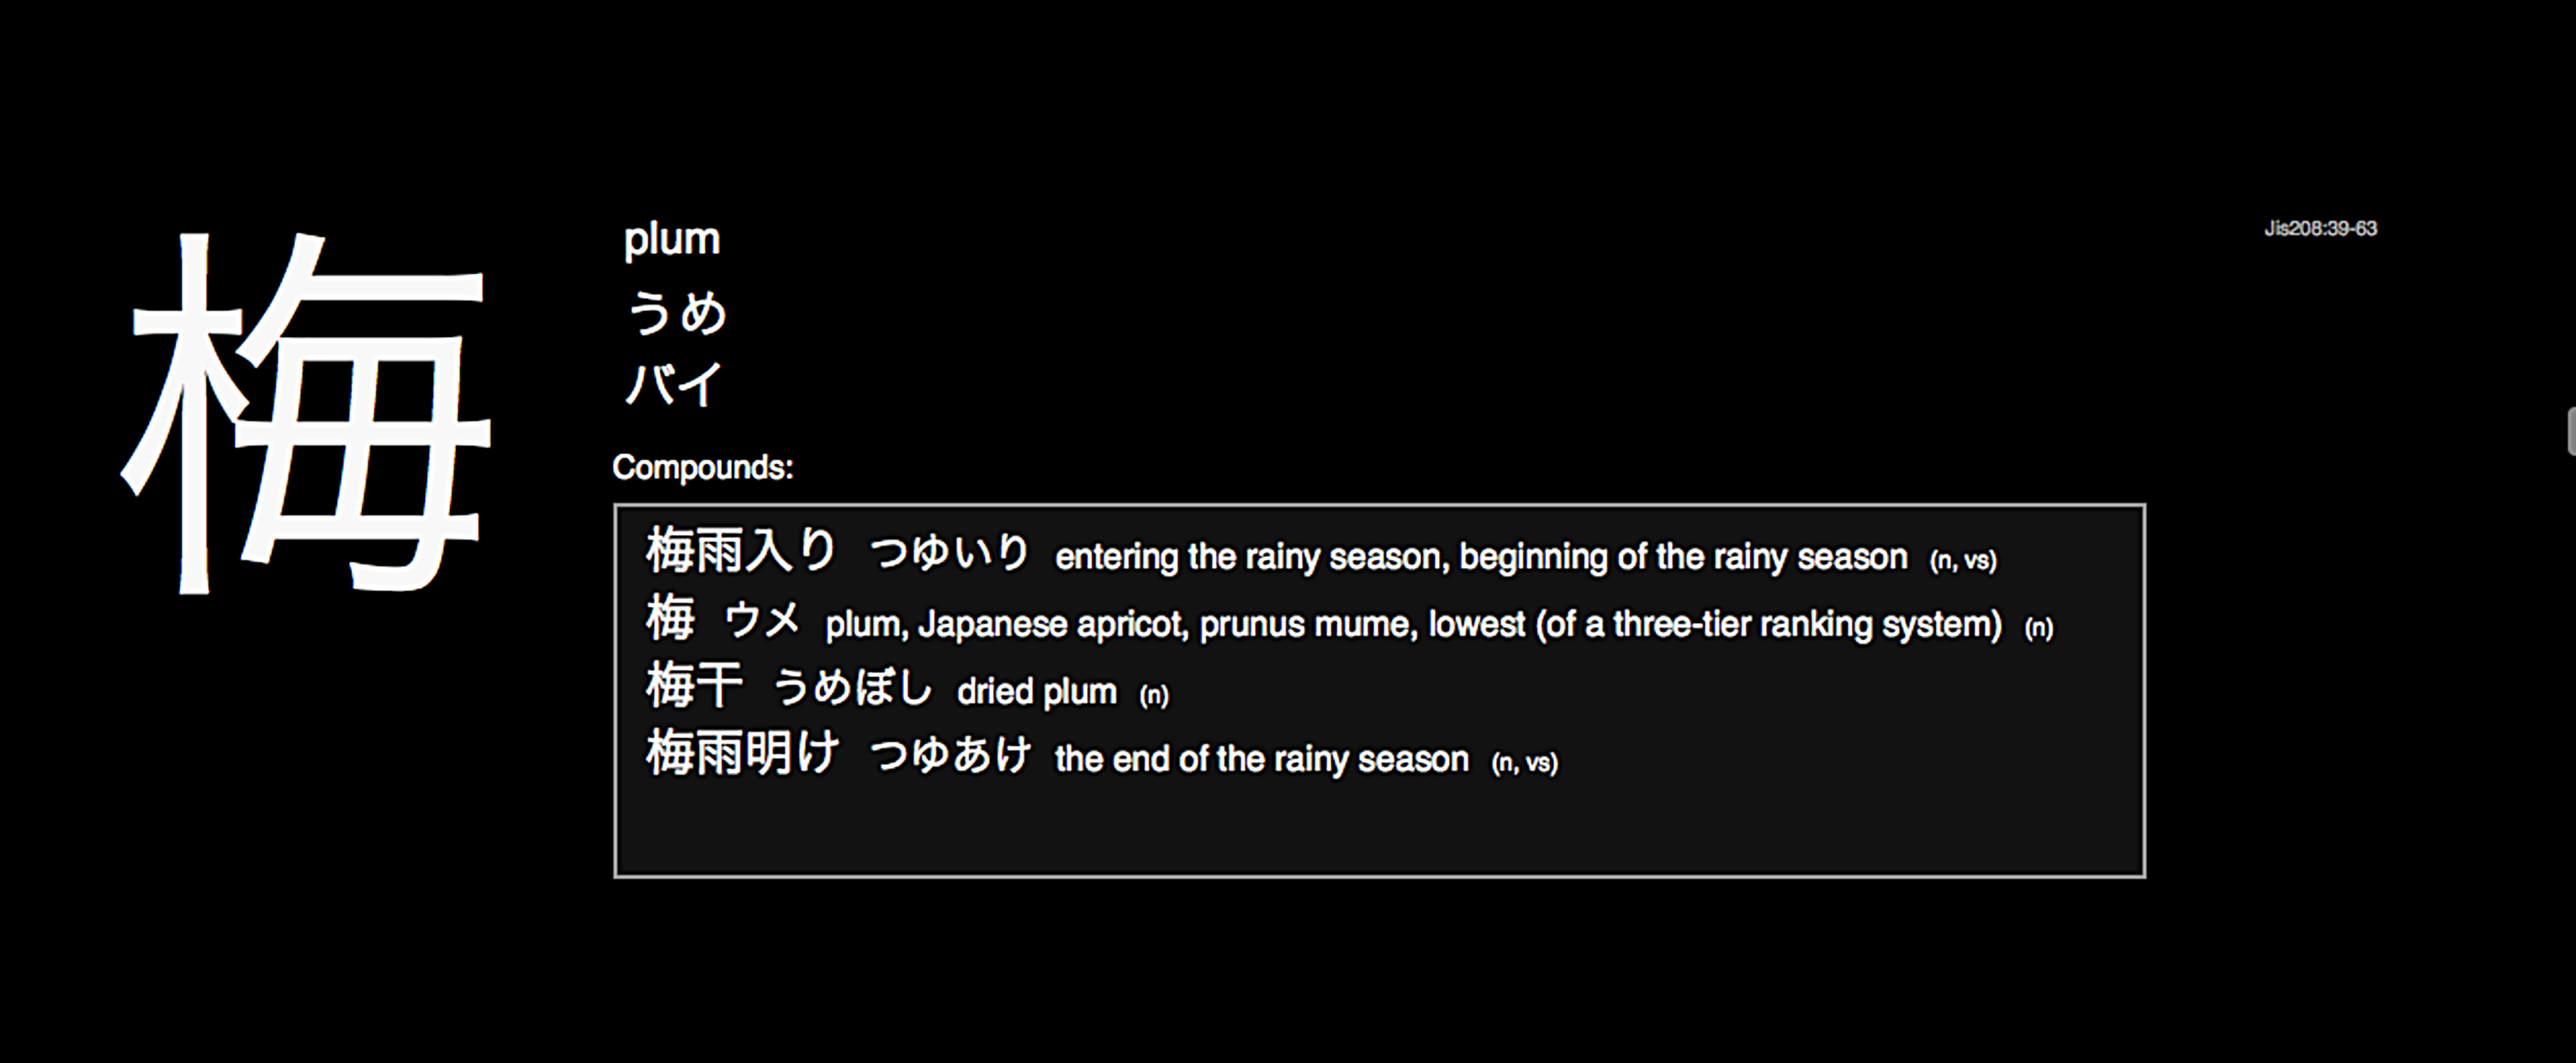 梅
plum
うめ
バイ
Jis208:39-63
Compounds:
梅雨入り つゆいり entering the rainy season, beginning of the rainy season (n, vs)
梅 ウメ plum, Japanese apricot, prunus mume, lowest (of a three-tier ranking system) (n)
梅干 うめぼし dried plum (n)
梅雨明け つゆあけ the end of the rainy season (n, vs)